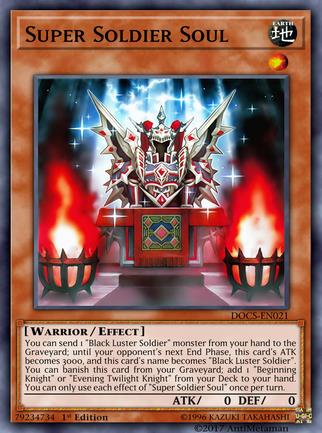 SUPER SOLDIER SOUL
EARTH
地
DOCS-EN021
[WARRIOR / EFFECT]
You can send 1 "Black Luster Soldier" monster from your hand to the
Graveyard; until your opponent's next End Phase, this card's ATK
becomes 3000, and this card's name becomes "Black Luster Soldier".
You can banish this card from your Graveyard; add 1 "Beginning
Knight" or "Evening Twilight Knight" from your Deck to your hand.
You can only use each effect of "Super Soldier Soul" once per turn.
ATK/ 0 DEF/ 0
79234734 1st Edition ©1996 KAZUKI TAKAHASHI
©2017 AntiMetaman